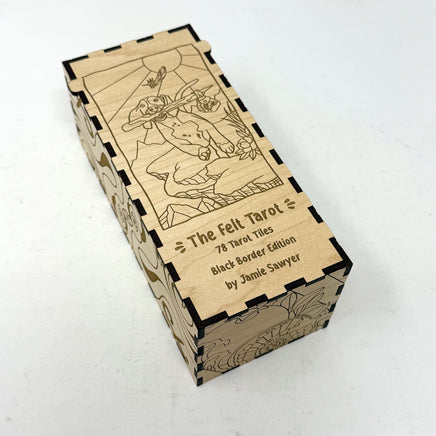 The Felt Tarot
78 Tarot Tiles
Black Border Edition
by Jamie Sawyer